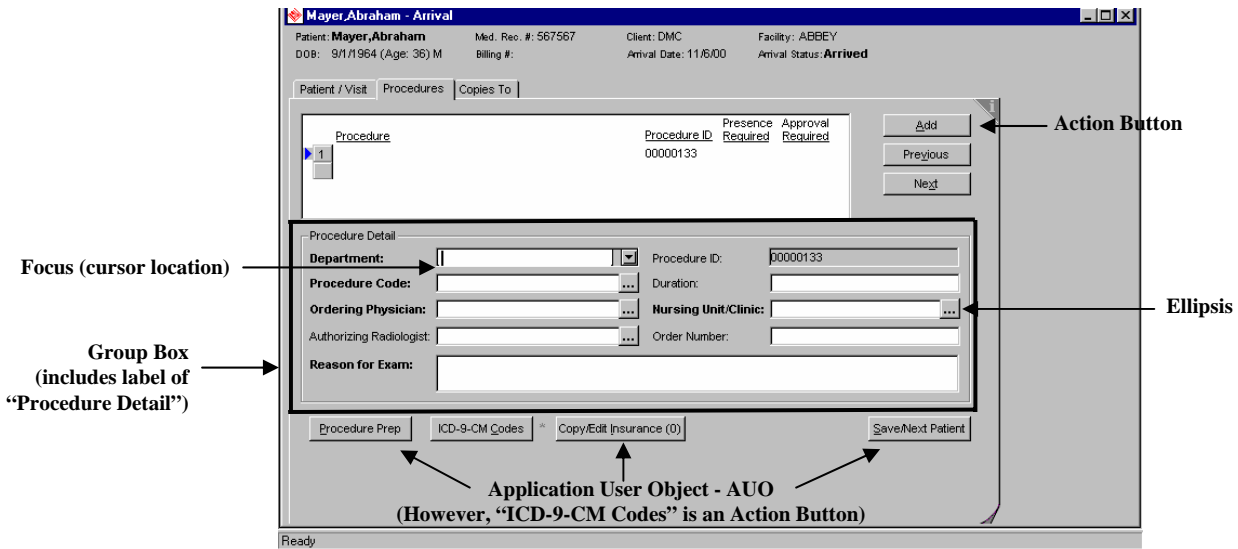 Mayer,Abraham - Arrival
Patient: Mayer,Abraham Med. Rec. #: 567567 Client: DMC Facility: ABBEY
DOB: 9/1/1964 (Age: 36) M Billing #: Arrival Date: 11/6/00 Arrival Status: Arrived
Patient / Visit Procedures Copies To
Presence Approval
Procedure Procedure ID Required Required
1 00000133
Add
Previous
Next
Action Button
Procedure Detail
Department: Procedure ID: 00000133
Procedure Code: ... Duration:
Ordering Physician: ... Nursing Unit/Clinic: ...
Authorizing Radiologist: ... Order Number:
Reason for Exam:
Focus (cursor location)
Ellipsis
Group Box
(includes label of
“Procedure Detail”)
Procedure Prep ICD-9-CM Codes * Copy/Edit Insurance (0) Save/Next Patient
Application User Object - AUO
(However, “ICD-9-CM Codes” is an Action Button)
Ready